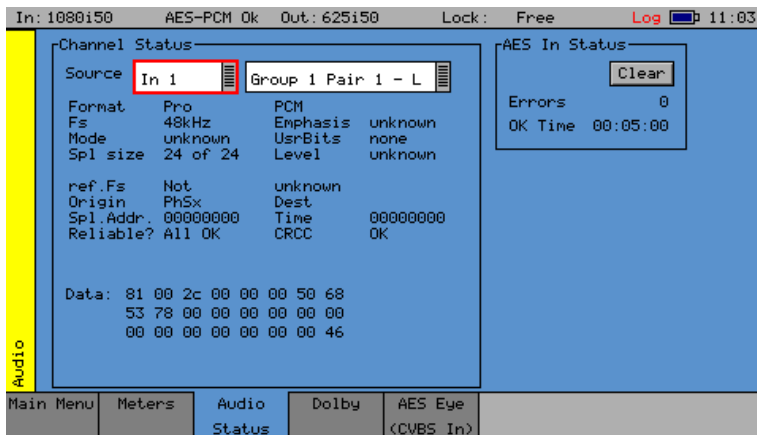 In:1080i50 AES-PCM Ok Out:625i50 Lock: Free Log 11:03
Channel Status
Source In 1 Group 1 Pair 1 - L
Format Pro PCM
Fs 48kHz Emphasis unknown
Mode unknown UsrBits none
Spl size 24 of 24 Level unknown
ref.Fs Not unknown
Origin PhSx Dest
Spl.Addr. 00000000 Time 00000000
Reliable? All OK CRCC OK
Data: 81 00 2c 00 00 00 50 68
53 78 00 00 00 00 00 00
00 00 00 00 00 00 00 46
AES In Status
Clear
Errors 0
OK Time 00:05:00
Audio
Main Menu Meters Audio Status Dolby AES Eye (CVBS In)